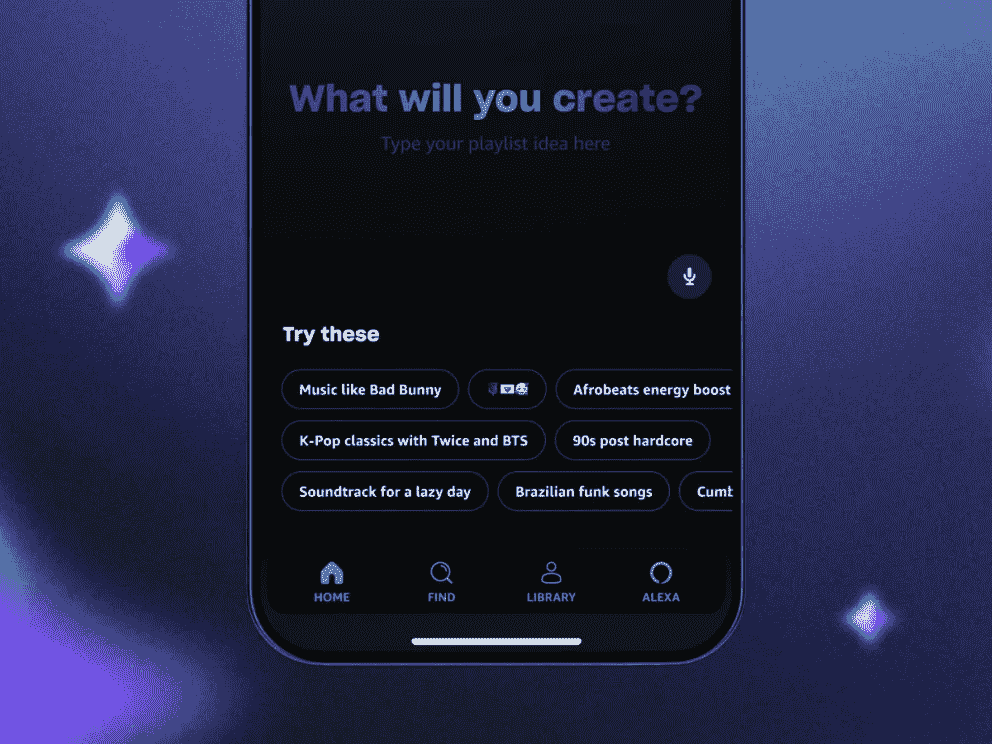 What will you create?
Type your playlist idea here
Try these
Music like Bad Bunny
Afrobeats energy boost
K-Pop classics with Twice and BTS
90s post hardcore
Soundtrack for a lazy day
Brazilian funk songs
Cumb
HOME
FIND
LIBRARY
ALEXA